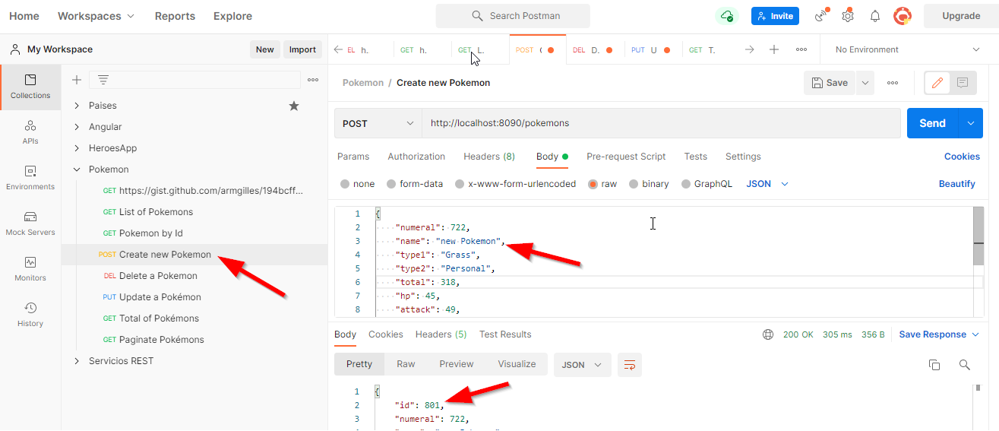 Home Workspaces Reports Explore Search Postman Invite Upgrade
My Workspace New Import
EL h. GET h. GET L. POST DEL D. PUT U GET T. No Environment
Collections
APIs
Environments
Mock Servers
Monitors
History
Paises
Angular
HeroesApp
Pokemon
GET https://gist.github.com/armgilles/194bcff...
GET List of Pokemons
GET Pokemon by Id
POST Create new Pokemon
DEL Delete a Pokemon
PUT Update a Pokémon
GET Total of Pokémons
GET Paginate Pokémons
Servicios REST
Pokemon / Create new Pokemon Save
POST http://localhost:8090/pokemons Send
Params Authorization Headers (8) Body Pre-request Script Tests Settings Cookies
none form-data x-www-form-urlencoded raw binary GraphQL JSON Beautify
1 {
2 "numeral": 722,
3 "name": "new Pokemon",
4 "type1": "Grass",
5 "type2": "Personal",
6 "total": 318,
7 "hp": 45,
8 "attack": 49,
Body Cookies Headers (5) Test Results 200 OK 305 ms 356 B Save Response
Pretty Raw Preview Visualize JSON
1 {
2 "id": 801,
3 "numeral": 722,